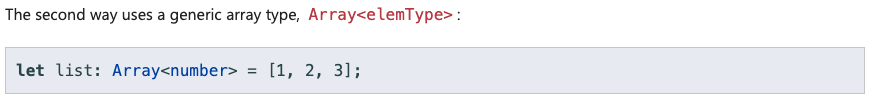 The second way uses a generic array type, Array<elemType> :
let list: Array<number> = [1, 2, 3];